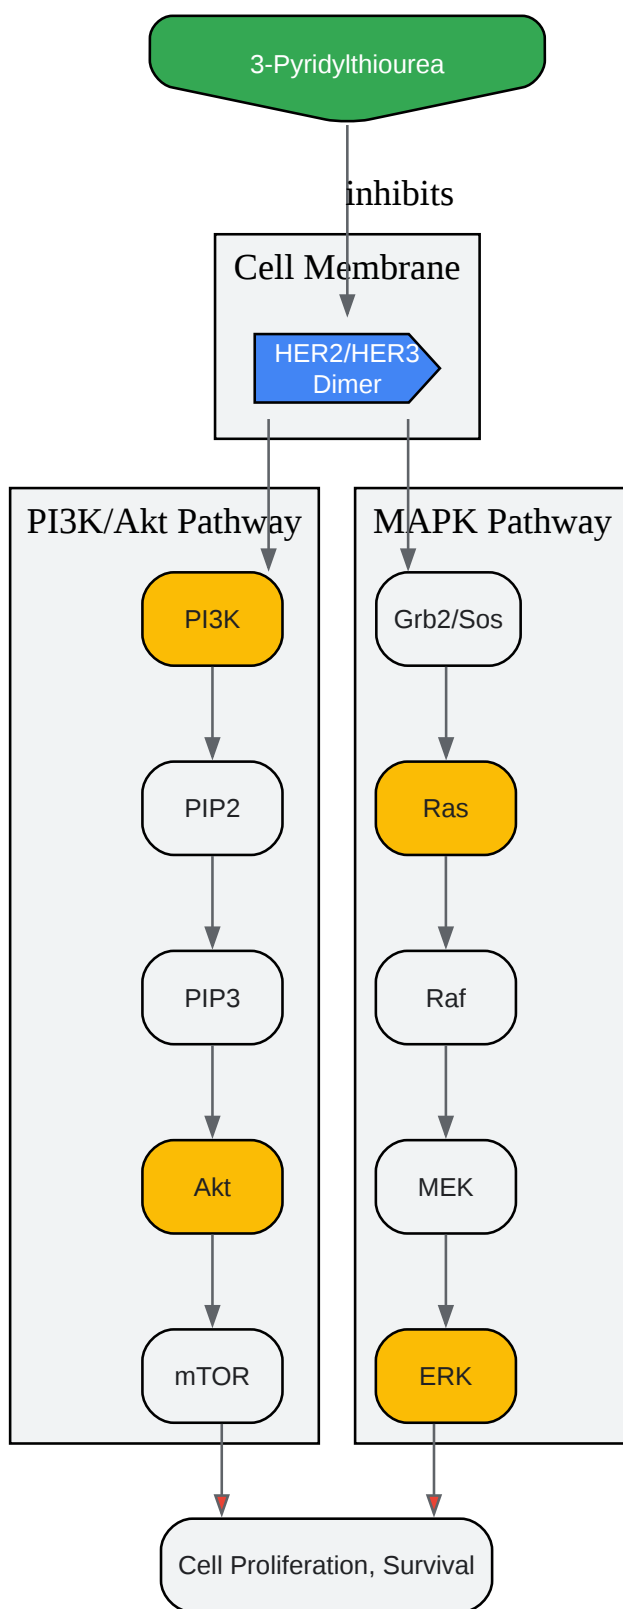 3-Pyridylthiourea
inhibits
Cell Membrane
HER2/HER3
Dimer
PI3K/Akt Pathway
PI3K
PIP2
PIP3
Akt
mTOR
MAPK Pathway
Grb2/Sos
Ras
Raf
MEK
ERK
Cell Proliferation, Survival